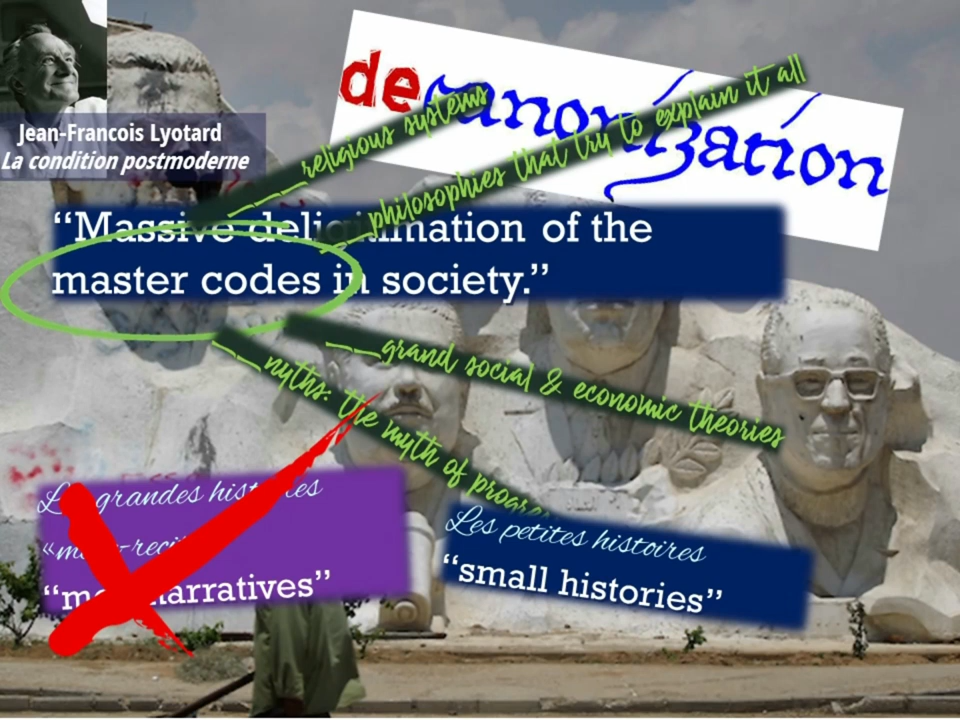 Jean-Francois Lyotard
La condition postmoderne
decanonization
religious systems
philosophies that try to explain it all
“Massive deligitimation of the
master codes in society.”
grand social & economic theories
myths: the myth of
grandes histoires
narratives”
Les petites histoires
“small histories”